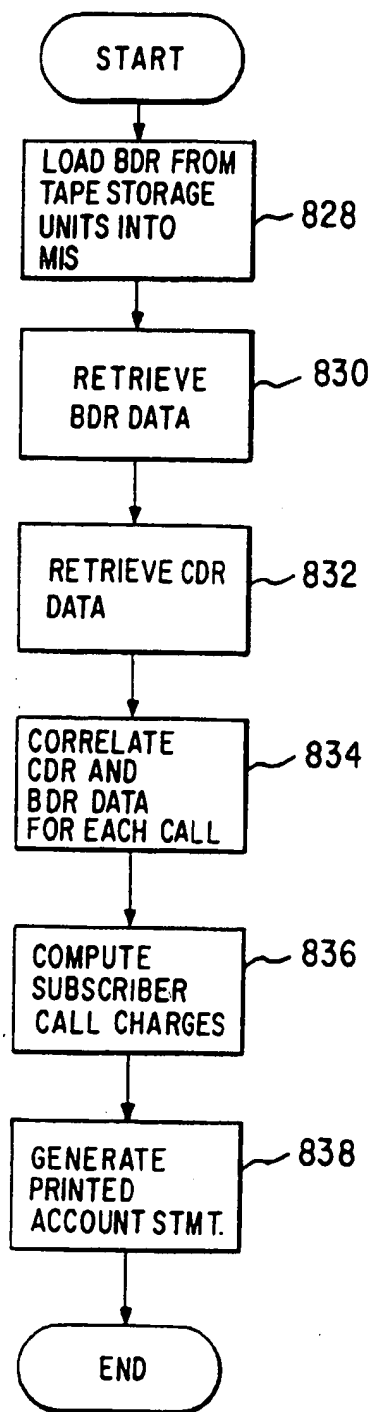 START
LOAD BDR FROM
TAPE STORAGE
UNITS INTO
MIS
828
RETRIEVE
BDR DATA
830
RETRIEVE CDR
DATA
832
CORRELATE
CDR AND
BDR DATA
FOR EACH CALL
834
COMPUTE
SUBSCRIBER
CALL CHARGES
836
GENERATE
PRINTED
ACCOUNT STMT.
838
END